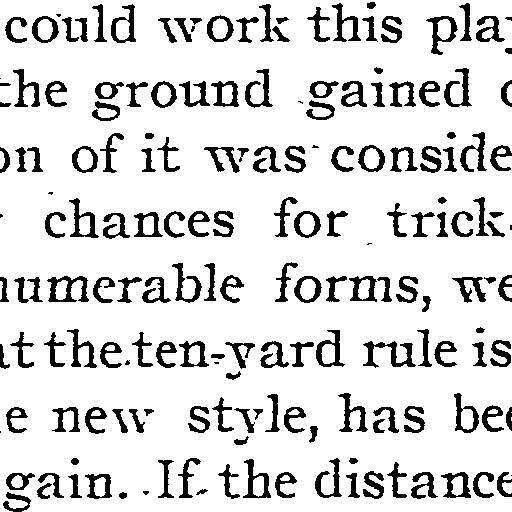 could work this play
the ground gained
on of it was conside
chances for trick-
numerable forms, we
at the ten-yard rule is
e new style, has bee
gain. If the distance